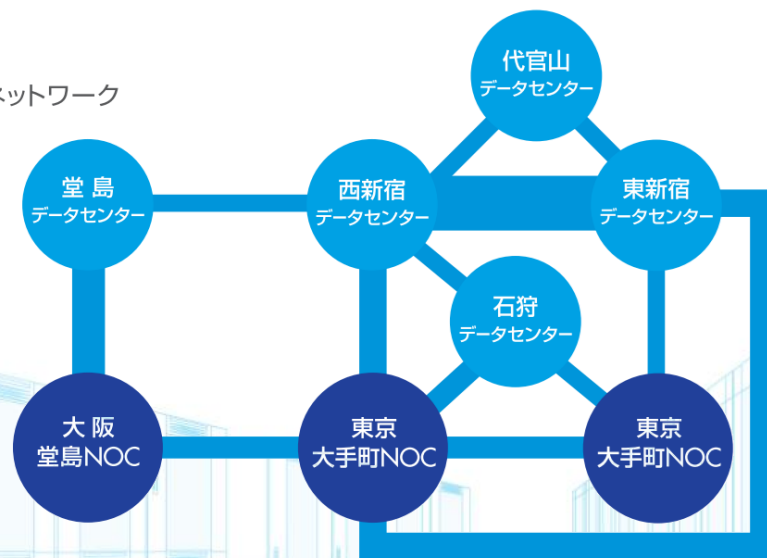 ネットワーク
代官山
データセンター
堂島
データセンター
西新宿
データセンター
東新宿
データセンター
石狩
データセンター
大阪
堂島NOC
東京
大手町NOC
東京
大手町NOC